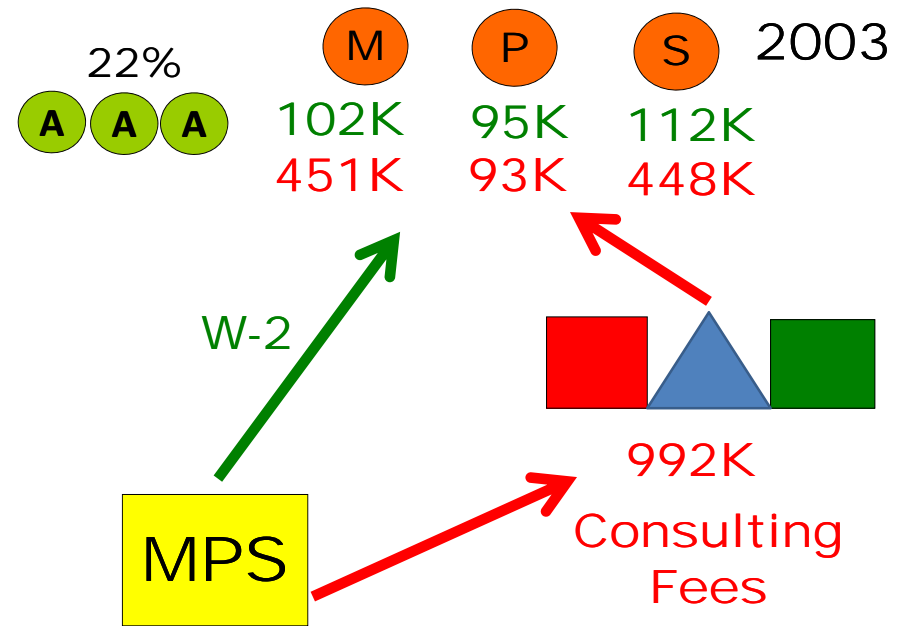 2003
M P S
22%
A A A
102K 95K 112K
451K 93K 448K
W-2
992K
Consulting
Fees
MPS